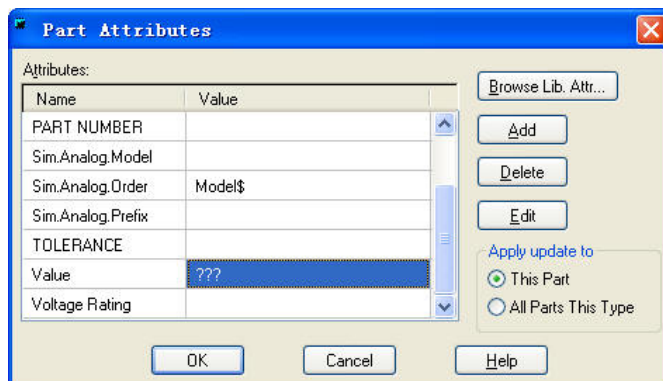 Part Attributes
Attributes:
Name Value
PART NUMBER
Sim.Analog.Model
Sim.Analog.Order Model$
Sim.Analog.Prefix
TOLERANCE
Value ???
Voltage Rating
Browse Lib. Attr...
Add
Delete
Edit
Apply update to
This Part
All Parts This Type
OK Cancel Help